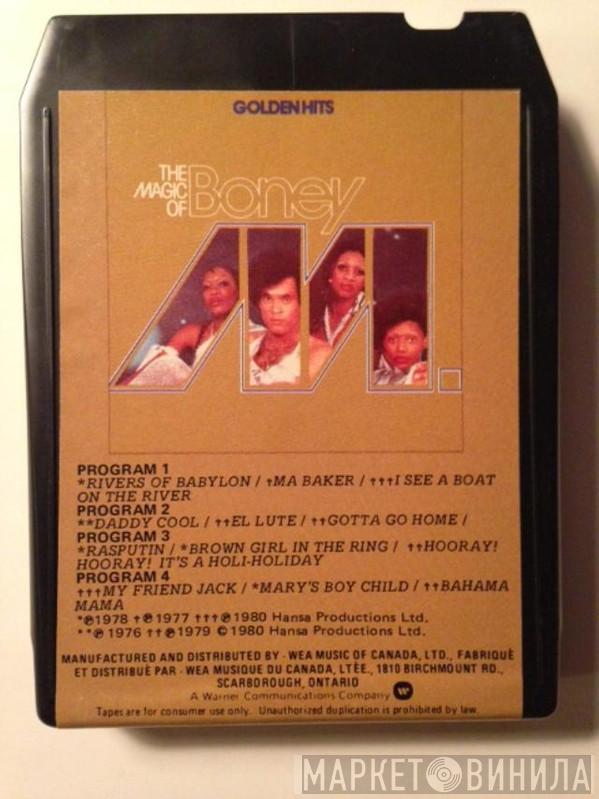 GOLDEN HITS
THE
MAGIC
OF
Boney
M.
PROGRAM 1
*RIVERS OF BABYLON / †MA BAKER / †††I SEE A BOAT
ON THE RIVER
PROGRAM 2
**DADDY COOL / ††EL LUTE / ††GOTTA GO HOME /
PROGRAM 3
*RASPUTIN / *BROWN GIRL IN THE RING / ††HOORAY!
HOORAY! IT'S A HOLI-HOLIDAY
PROGRAM 4
†††MY FRIEND JACK / *MARY'S BOY CHILD / ††BAHAMA
MAMA
*℗1978 †℗1977 †††℗1980 Hansa Productions Ltd.
**℗1976 ††℗1979 ©1980 Hansa Productions Ltd.
MANUFACTURED AND DISTRIBUTED BY - WEA MUSIC OF CANADA, LTD., FABRIQUÈ
ET DISTRIBUÈ PAR - WEA MUSIQUE DU CANADA, LTÈE., 1810 BIRCHMOUNT RD.,
SCARBOROUGH, ONTARIO
A Warner Communications Company
Tapes are for consumer use only. Unauthorized duplication is prohibited by law.
МАРКЕТ ВИНИЛА